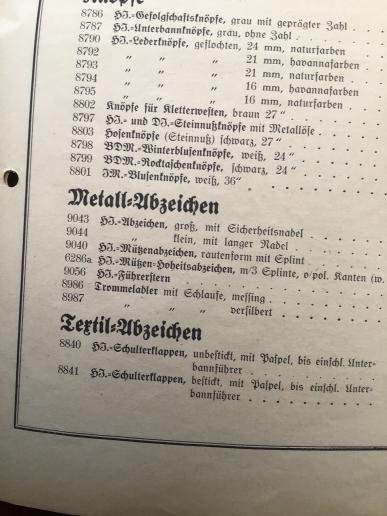 Knöpfe
8786 HJ.-Gefolgschaftsknöpfe, grau mit geprägter Zahl . . .
8787 HJ.-Unterbannknöpfe, grau, ohne Zahl . . .
8790 HJ.-Lederknöpfe, geflochten, 24 mm, naturfarben
8792 „ „ „ 21 mm, havannafarben
8793 „ „ „ 21 mm, naturfarben .
8794 „ „ „ 16 mm, havannafarben
8795 „ „ „ 16 mm, naturfarben .
8802 Knöpfe für Kletterwesten, braun 27‟ . . .
8797 HJ.- und DJ.-Steinnußknöpfe mit Metallöse . . .
8803 Hosenknöpfe (Steinnuß) schwarz, 27‟ . . .
8798 BDM.-Winterblusenknöpfe, weiß, 24‟ . . .
8799 BDM.-Rocktaschenknöpfe, schwarz, 24‟ . . .
8801 JM.-Blusenknöpfe, weiß, 36‟ . . .
Metall-Abzeichen
9043 HJ.-Abzeichen, groß, mit Sicherheitsnadel . . .
9044 „ klein, mit langer Nadel . . .
9040 HJ.-Mützenabzeichen, rautenform mit Splint . . .
6286a HJ.-Mützen-Hoheitsabzeichen, m/3 Splinte, o/pol. Kanten (w.
9056 HJ.-Führerstern . . .
8986 Trommeladler mit Schlaufe, messing . . .
8987 „ „ „ versilbert . . .
Textil-Abzeichen
8840 HJ.-Schulterklappen, unbestickt, mit Paspel, bis einschl. Unter-
bannführer . . .
8841 HJ.-Schulterklappen, bestickt, mit Paspel, bis einschl. Unter-
bannführer . . .